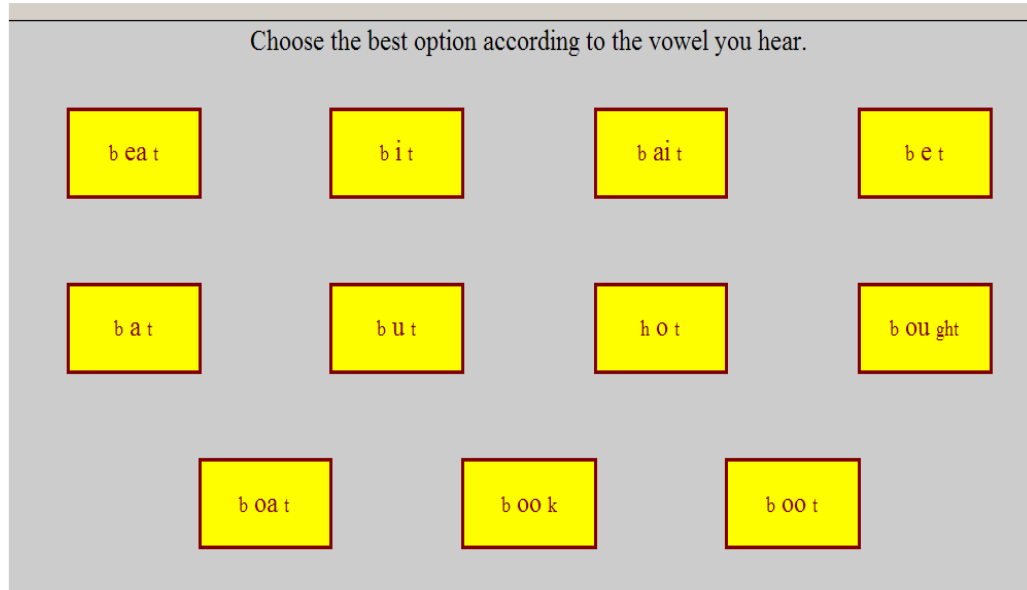 Choose the best option according to the vowel you hear.
b ea t b i t b ai t b e t
b a t b u t h o t b ou ght
b oa t b oo k b oo t